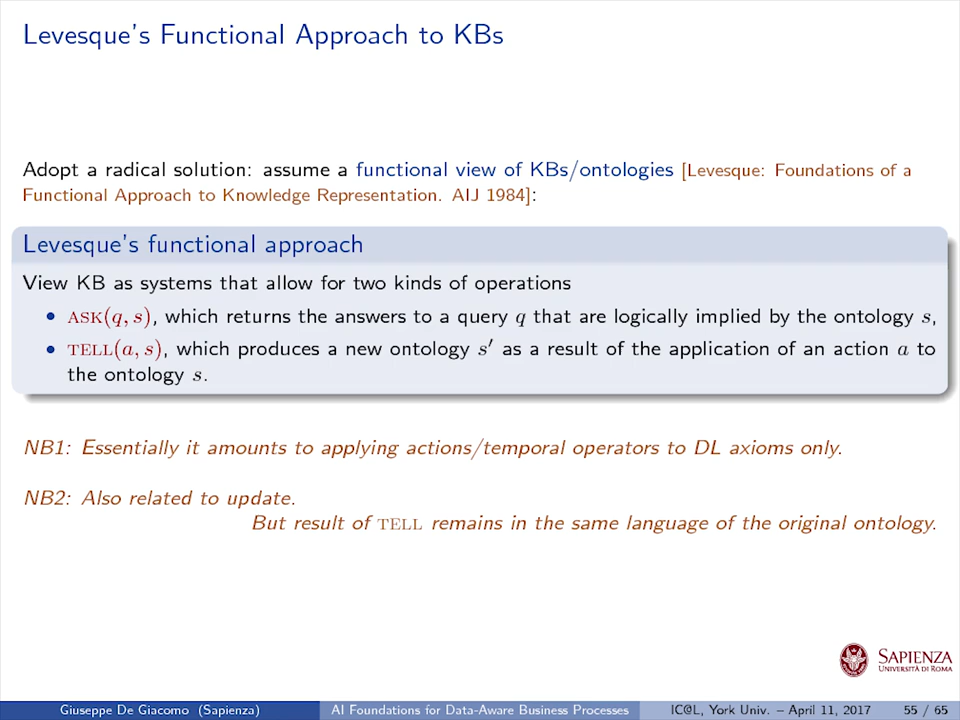 Levesque's Functional Approach to KBs
Adopt a radical solution: assume a functional view of KBs/ontologies [Levesque: Foundations of a
Functional Approach to Knowledge Representation. AIJ 1984]:
Levesque's functional approach
View KB as systems that allow for two kinds of operations
• ASK(q, s), which returns the answers to a query q that are logically implied by the ontology s,
• TELL(a, s), which produces a new ontology s′ as a result of the application of an action a to
the ontology s.
NB1: Essentially it amounts to applying actions/temporal operators to DL axioms only.
NB2: Also related to update.
But result of TELL remains in the same language of the original ontology.
SAPIENZA
UNIVERSITÀ DI ROMA
Giuseppe De Giacomo (Sapienza) AI Foundations for Data-Aware Business Processes IC@L, York Univ. – April 11, 2017 55 / 65